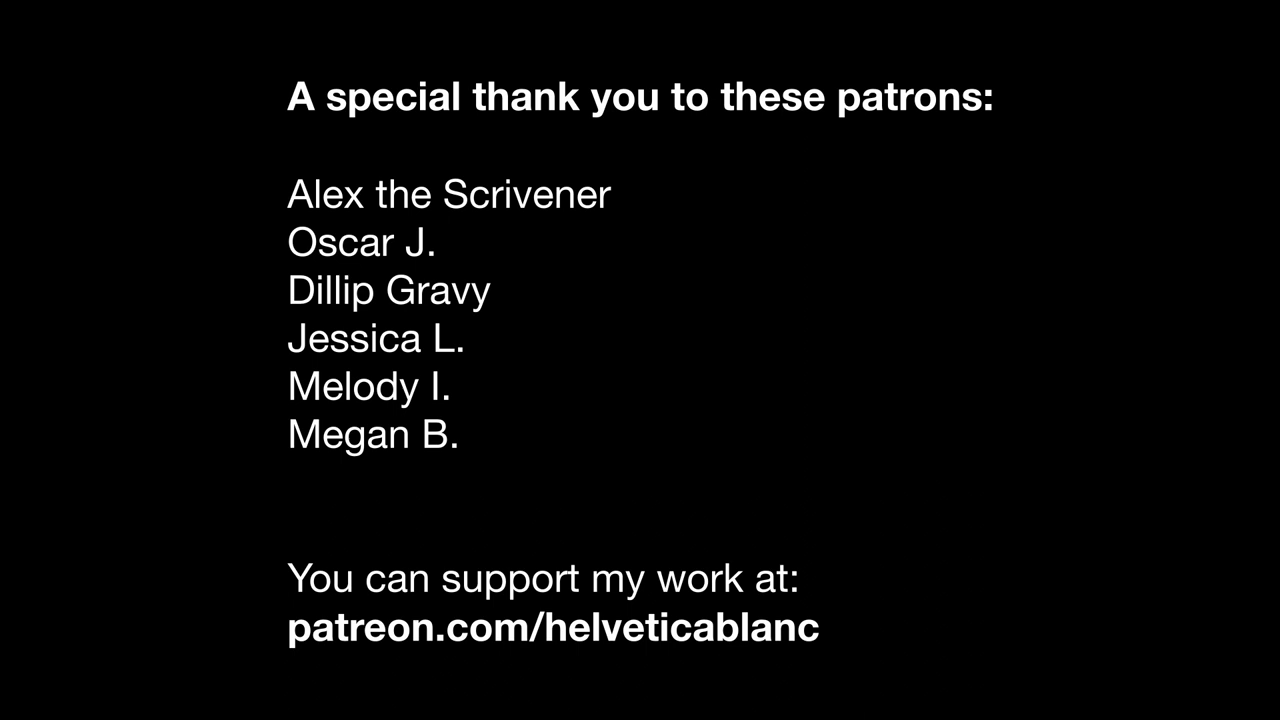 A special thank you to these patrons:
Alex the Scrivener
Oscar J.
Dillip Gravy
Jessica L.
Melody I.
Megan B.
You can support my work at:
patreon.com/helveticablanc